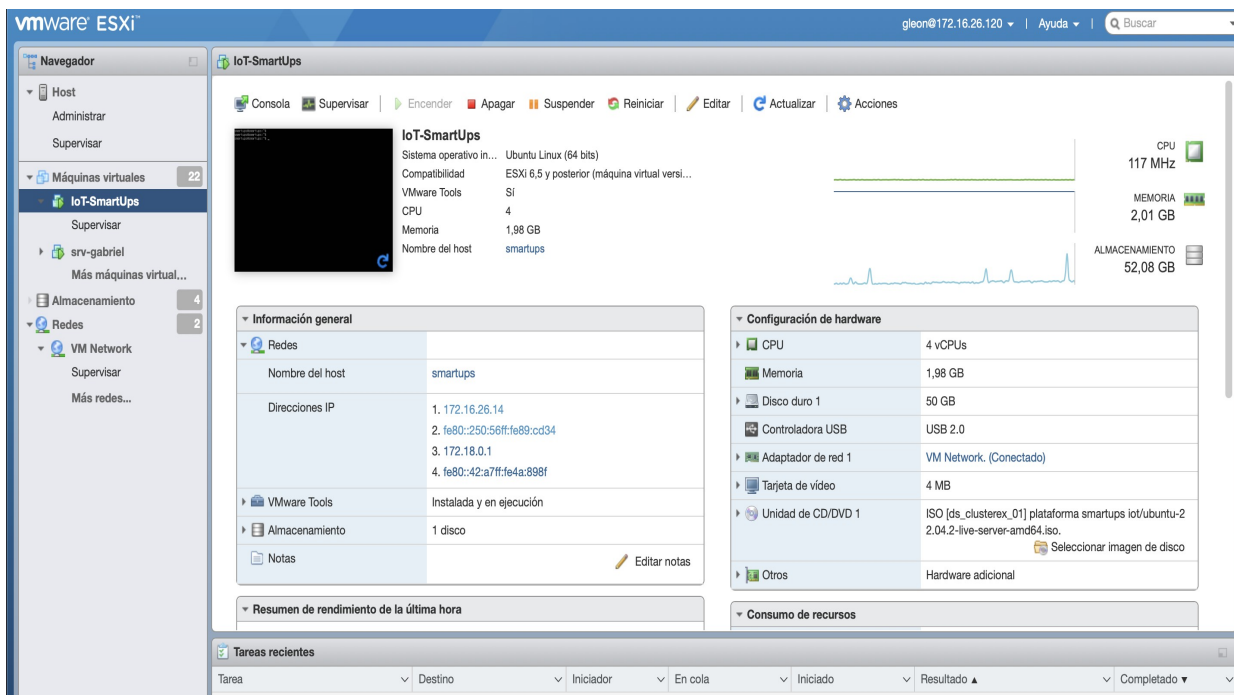 vmware ESXi™
gleon@172.16.26.120 | Ayuda | Buscar
Navegador
Host
Administrar
Supervisar
Máquinas virtuales 22
IoT-SmartUps
Supervisar
srv-gabriel
Más máquinas virtual...
Almacenamiento 4
Redes 2
VM Network
Supervisar
Más redes...
IoT-SmartUps
Consola Supervisar | Encender Apagar Suspender Reiniciar | Editar | Actualizar | Acciones
IoT-SmartUps
Sistema operativo in... Ubuntu Linux (64 bits)
Compatibilidad ESXi 6,5 y posterior (máquina virtual versi...
VMware Tools Sí
CPU 4
Memoria 1,98 GB
Nombre del host smartups
CPU
117 MHz
MEMORIA
2,01 GB
ALMACENAMIENTO
52,08 GB
Información general
Redes
Nombre del host smartups
Direcciones IP 1. 172.16.26.14
2. fe80::250:56ff:fe89:cd34
3. 172.18.0.1
4. fe80::42:a7ff:fe4a:898f
VMware Tools Instalada y en ejecución
Almacenamiento 1 disco
Notas Editar notas
Resumen de rendimiento de la última hora
Configuración de hardware
CPU 4 vCPUs
Memoria 1,98 GB
Disco duro 1 50 GB
Controladora USB USB 2.0
Adaptador de red 1 VM Network. (Conectado)
Tarjeta de vídeo 4 MB
Unidad de CD/DVD 1 ISO [ds_clusterex_01] plataforma smartups iot/ubuntu-2
2.04.2-live-server-amd64.iso.
Seleccionar imagen de disco
Otros Hardware adicional
Consumo de recursos
Tareas recientes
Tarea Destino Iniciador En cola Iniciado Resultado ▲ Completado ▼